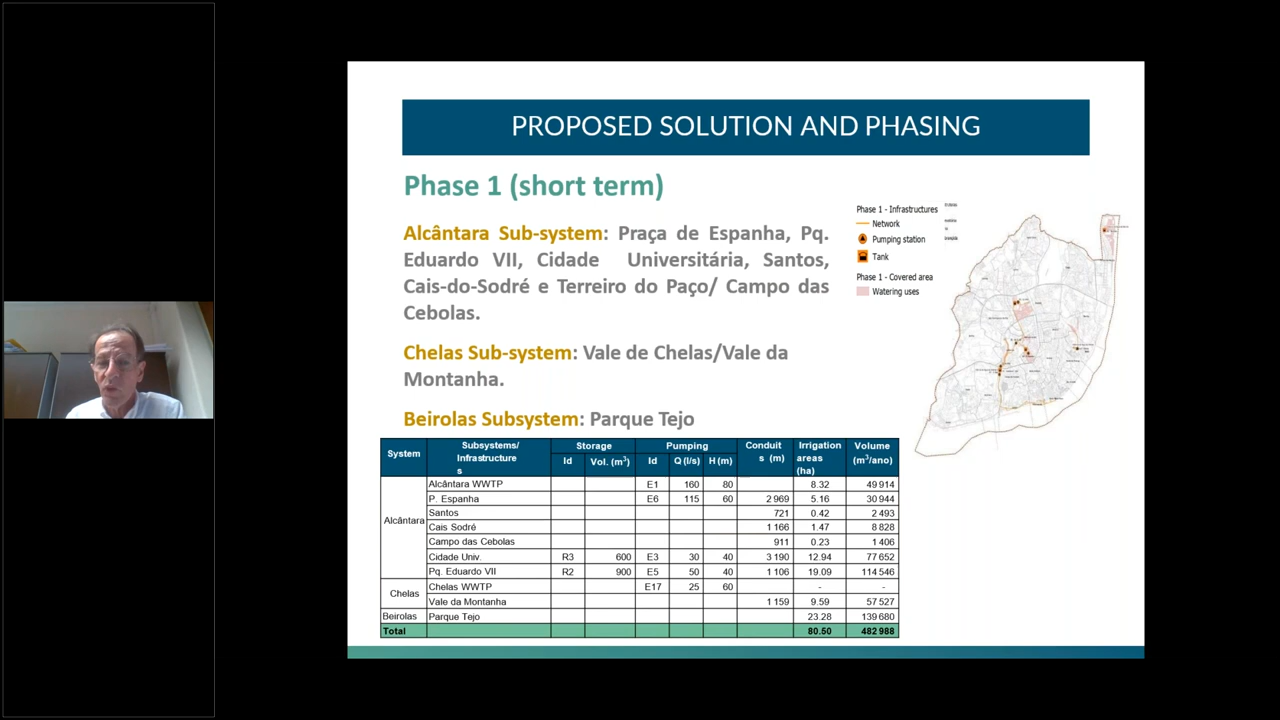 PROPOSED SOLUTION AND PHASING
Phase 1 (short term)
Alcântara Sub-system: Praça de Espanha, Pq.
Eduardo VII, Cidade Universitária, Santos,
Cais-do-Sodré e Terreiro do Paço/ Campo das
Cebolas.
Chelas Sub-system: Vale de Chelas/Vale da
Montanha.
Beirolas Subsystem: Parque Tejo
Phase 1 - Infrastructures
Network
Pumping station
Tank
Phase 1 - Covered area
Watering uses
System Subsystems/ Infrastructure s Storage Pumping Conduit s (m) Irrigation areas (ha) Volume (m³/ano)
Id Vol. (m³) Id Q (l/s) H (m)
Alcântara
Alcântara WWTP E1 160 80 8.32 49 914
P. Espanha E6 115 60 2 969 5.16 30 944
Santos 721 0.42 2 493
Cais Sodré 1 166 1.47 8 828
Campo das Cebolas 911 0.23 1 406
Cidade Univ. R3 600 E3 30 40 3 190 12.94 77 652
Pq. Eduardo VII R2 900 E5 50 40 1 106 19.09 114 546
Chelas
Chelas WWTP E17 25 60 - -
Vale da Montanha 1 159 9.59 57 527
Beirolas Parque Tejo 23.28 139 680
Total 80.50 482 988